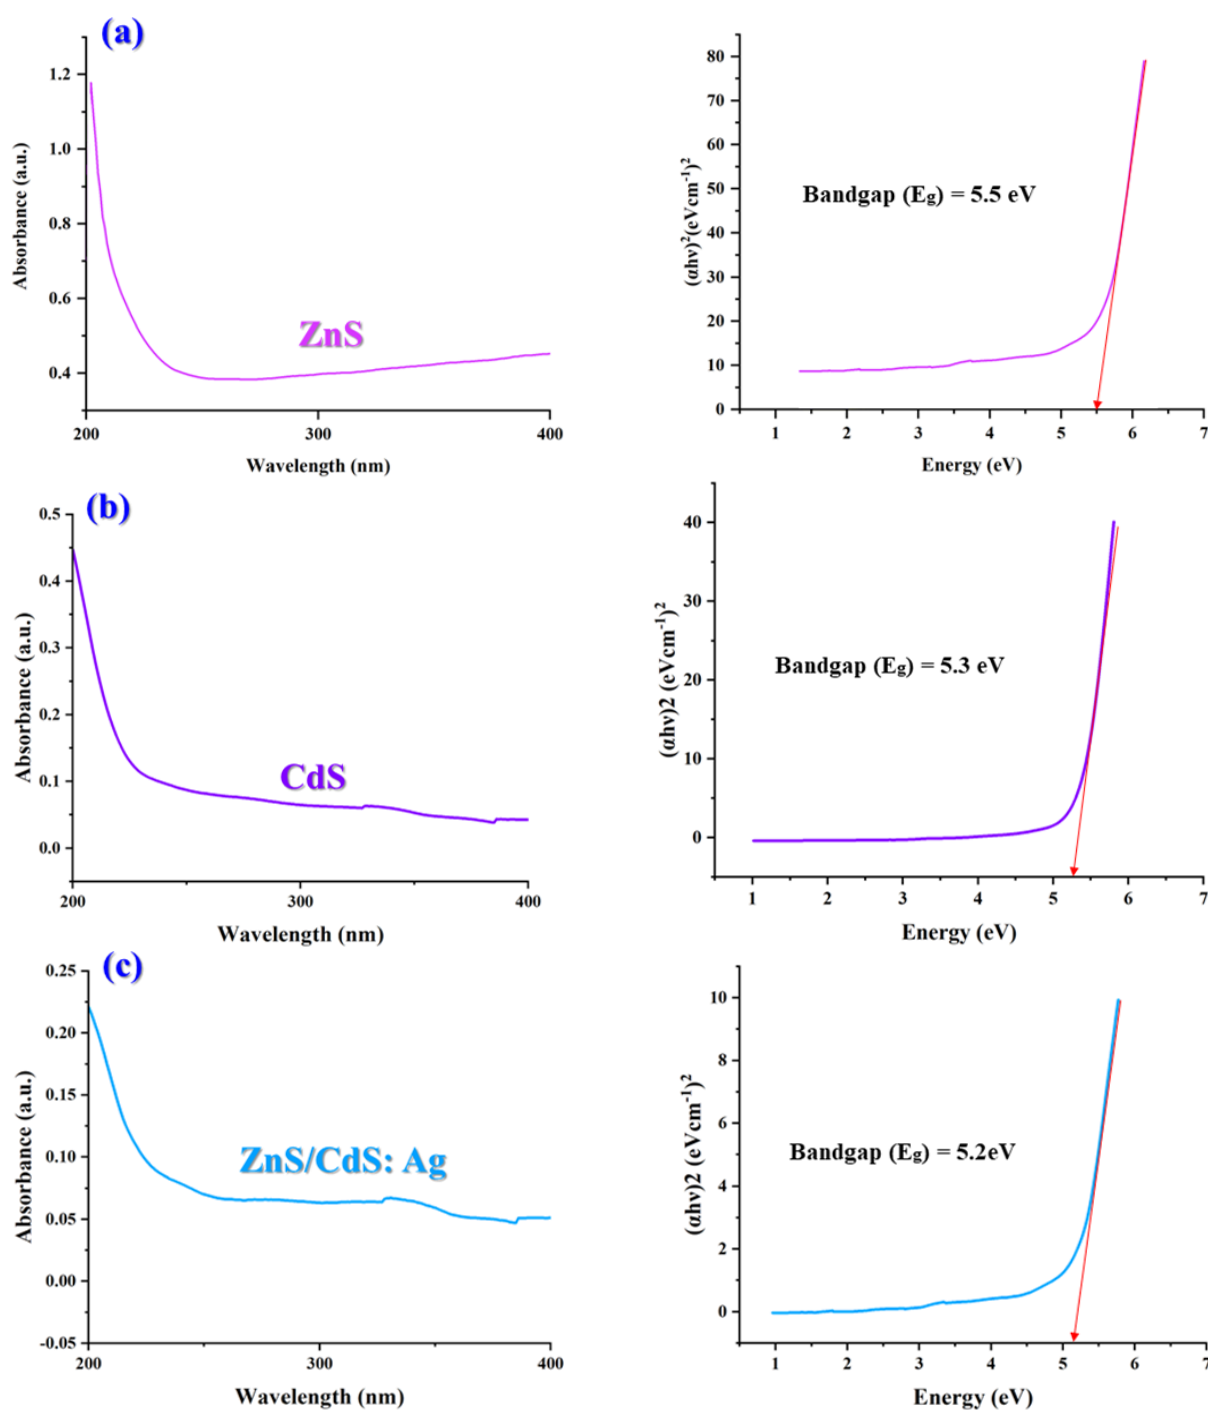 (a)
1.2
1.0
0.8
0.6
0.4
Absorbance (a.u.)
ZnS
200
300
400
Wavelength (nm)
80
70
60
50
40
30
20
10
0
(αhν)²(eVcm⁻¹)²
Bandgap (Eg) = 5.5 eV
1 2 3 4 5 6 7
Energy (eV)
(b)
0.5
0.4
0.3
0.2
0.1
0.0
Absorbance (a.u.)
CdS
200
300
400
Wavelength (nm)
40
30
20
10
0
(αhν)2 (eVcm⁻¹)²
Bandgap (Eg) = 5.3 eV
1 2 3 4 5 6 7
Energy (eV)
(c)
0.25
0.20
0.15
0.10
0.05
0.00
-0.05
Absorbance (a.u.)
ZnS/CdS: Ag
200
300
400
Wavelength (nm)
10
8
6
4
2
0
(αhν)2 (eVcm⁻¹)²
Bandgap (Eg) = 5.2eV
1 2 3 4 5 6 7
Energy (eV)